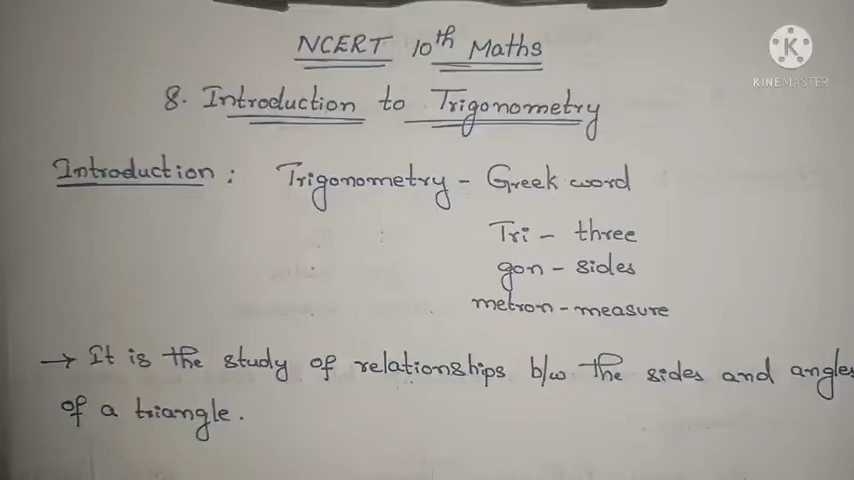 NCERT 10th Maths
K
KINEMASTER
8. Introduction to Trigonometry
Introduction : Trigonometry - Greek word
Tri - three
gon - sides
metron - measure
→ It is the study of relationships b/w the sides and angles
of a triangle.